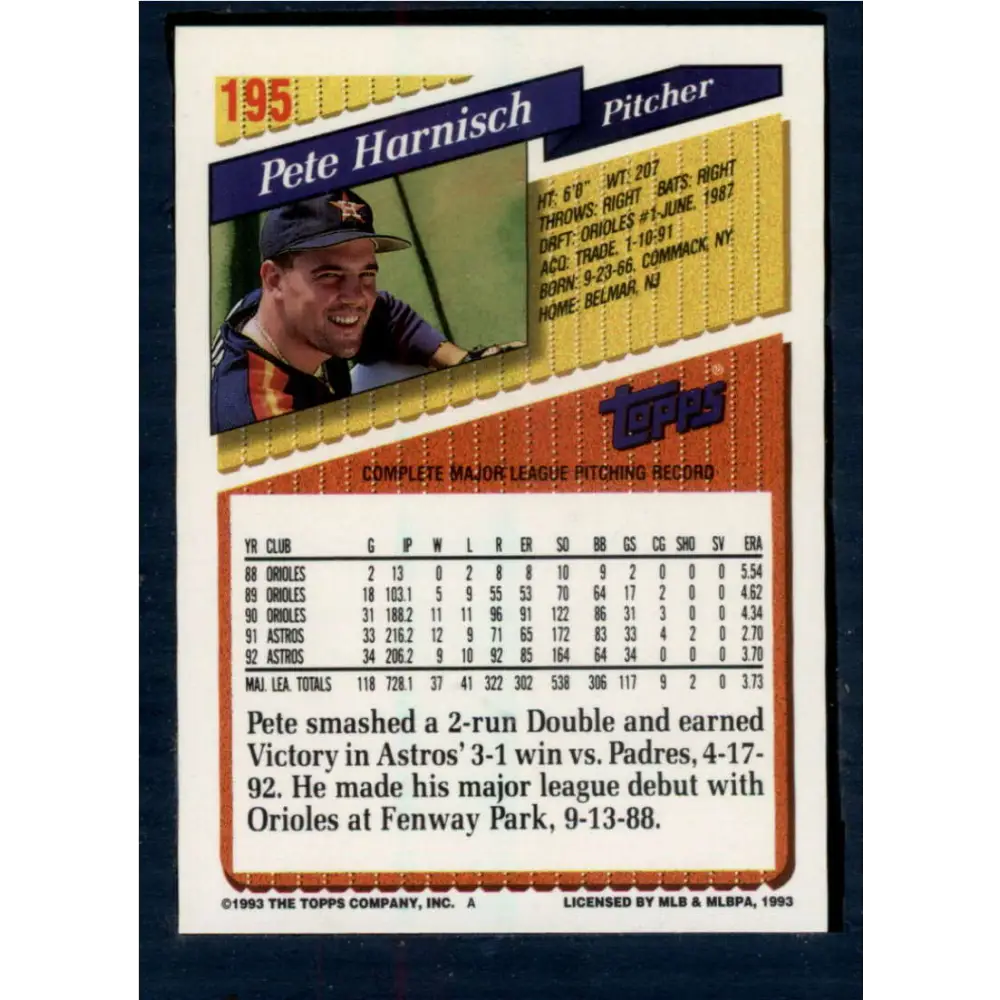 195
Pete Harnisch
Pitcher
HT: 6'0" WT: 207
THROWS: RIGHT BATS: RIGHT
DRFT: ORIOLES #1-JUNE, 1987
ACQ: TRADE, 1-10-91
BORN: 9-23-66, COMMACK, NY
HOME: BELMAR, NJ
TOPPS®
COMPLETE MAJOR LEAGUE PITCHING RECORD
YR CLUB G IP W L R ER SO BB GS CG SHO SV ERA
88 ORIOLES 2 13 0 2 8 8 10 9 2 0 0 0 5.54
89 ORIOLES 18 103.1 5 9 55 53 70 64 17 2 0 0 4.62
90 ORIOLES 31 188.2 11 11 96 91 122 86 31 3 0 0 4.34
91 ASTROS 33 216.2 12 9 71 65 172 83 33 4 2 0 2.70
92 ASTROS 34 206.2 9 10 92 85 164 64 34 0 0 0 3.70
MAJ. LEA. TOTALS 118 728.1 37 41 322 302 538 306 117 9 2 0 3.73
Pete smashed a 2-run Double and earned
Victory in Astros' 3-1 win vs. Padres, 4-17-
92. He made his major league debut with
Orioles at Fenway Park, 9-13-88.
©1993 THE TOPPS COMPANY, INC. A
LICENSED BY MLB & MLBPA, 1993